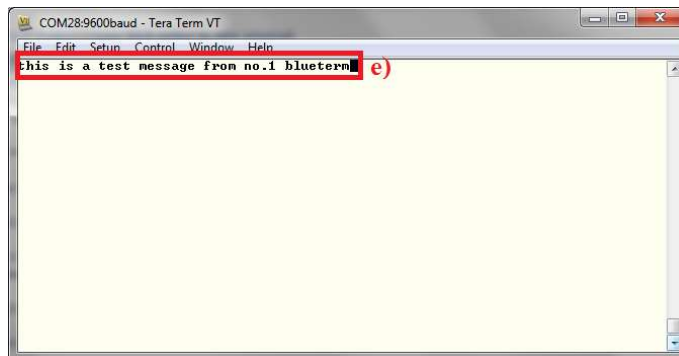 COM28:9600baud - Tera Term VT
File Edit Setup Control Window Help
this is a test message from no.1 blueterm
e)